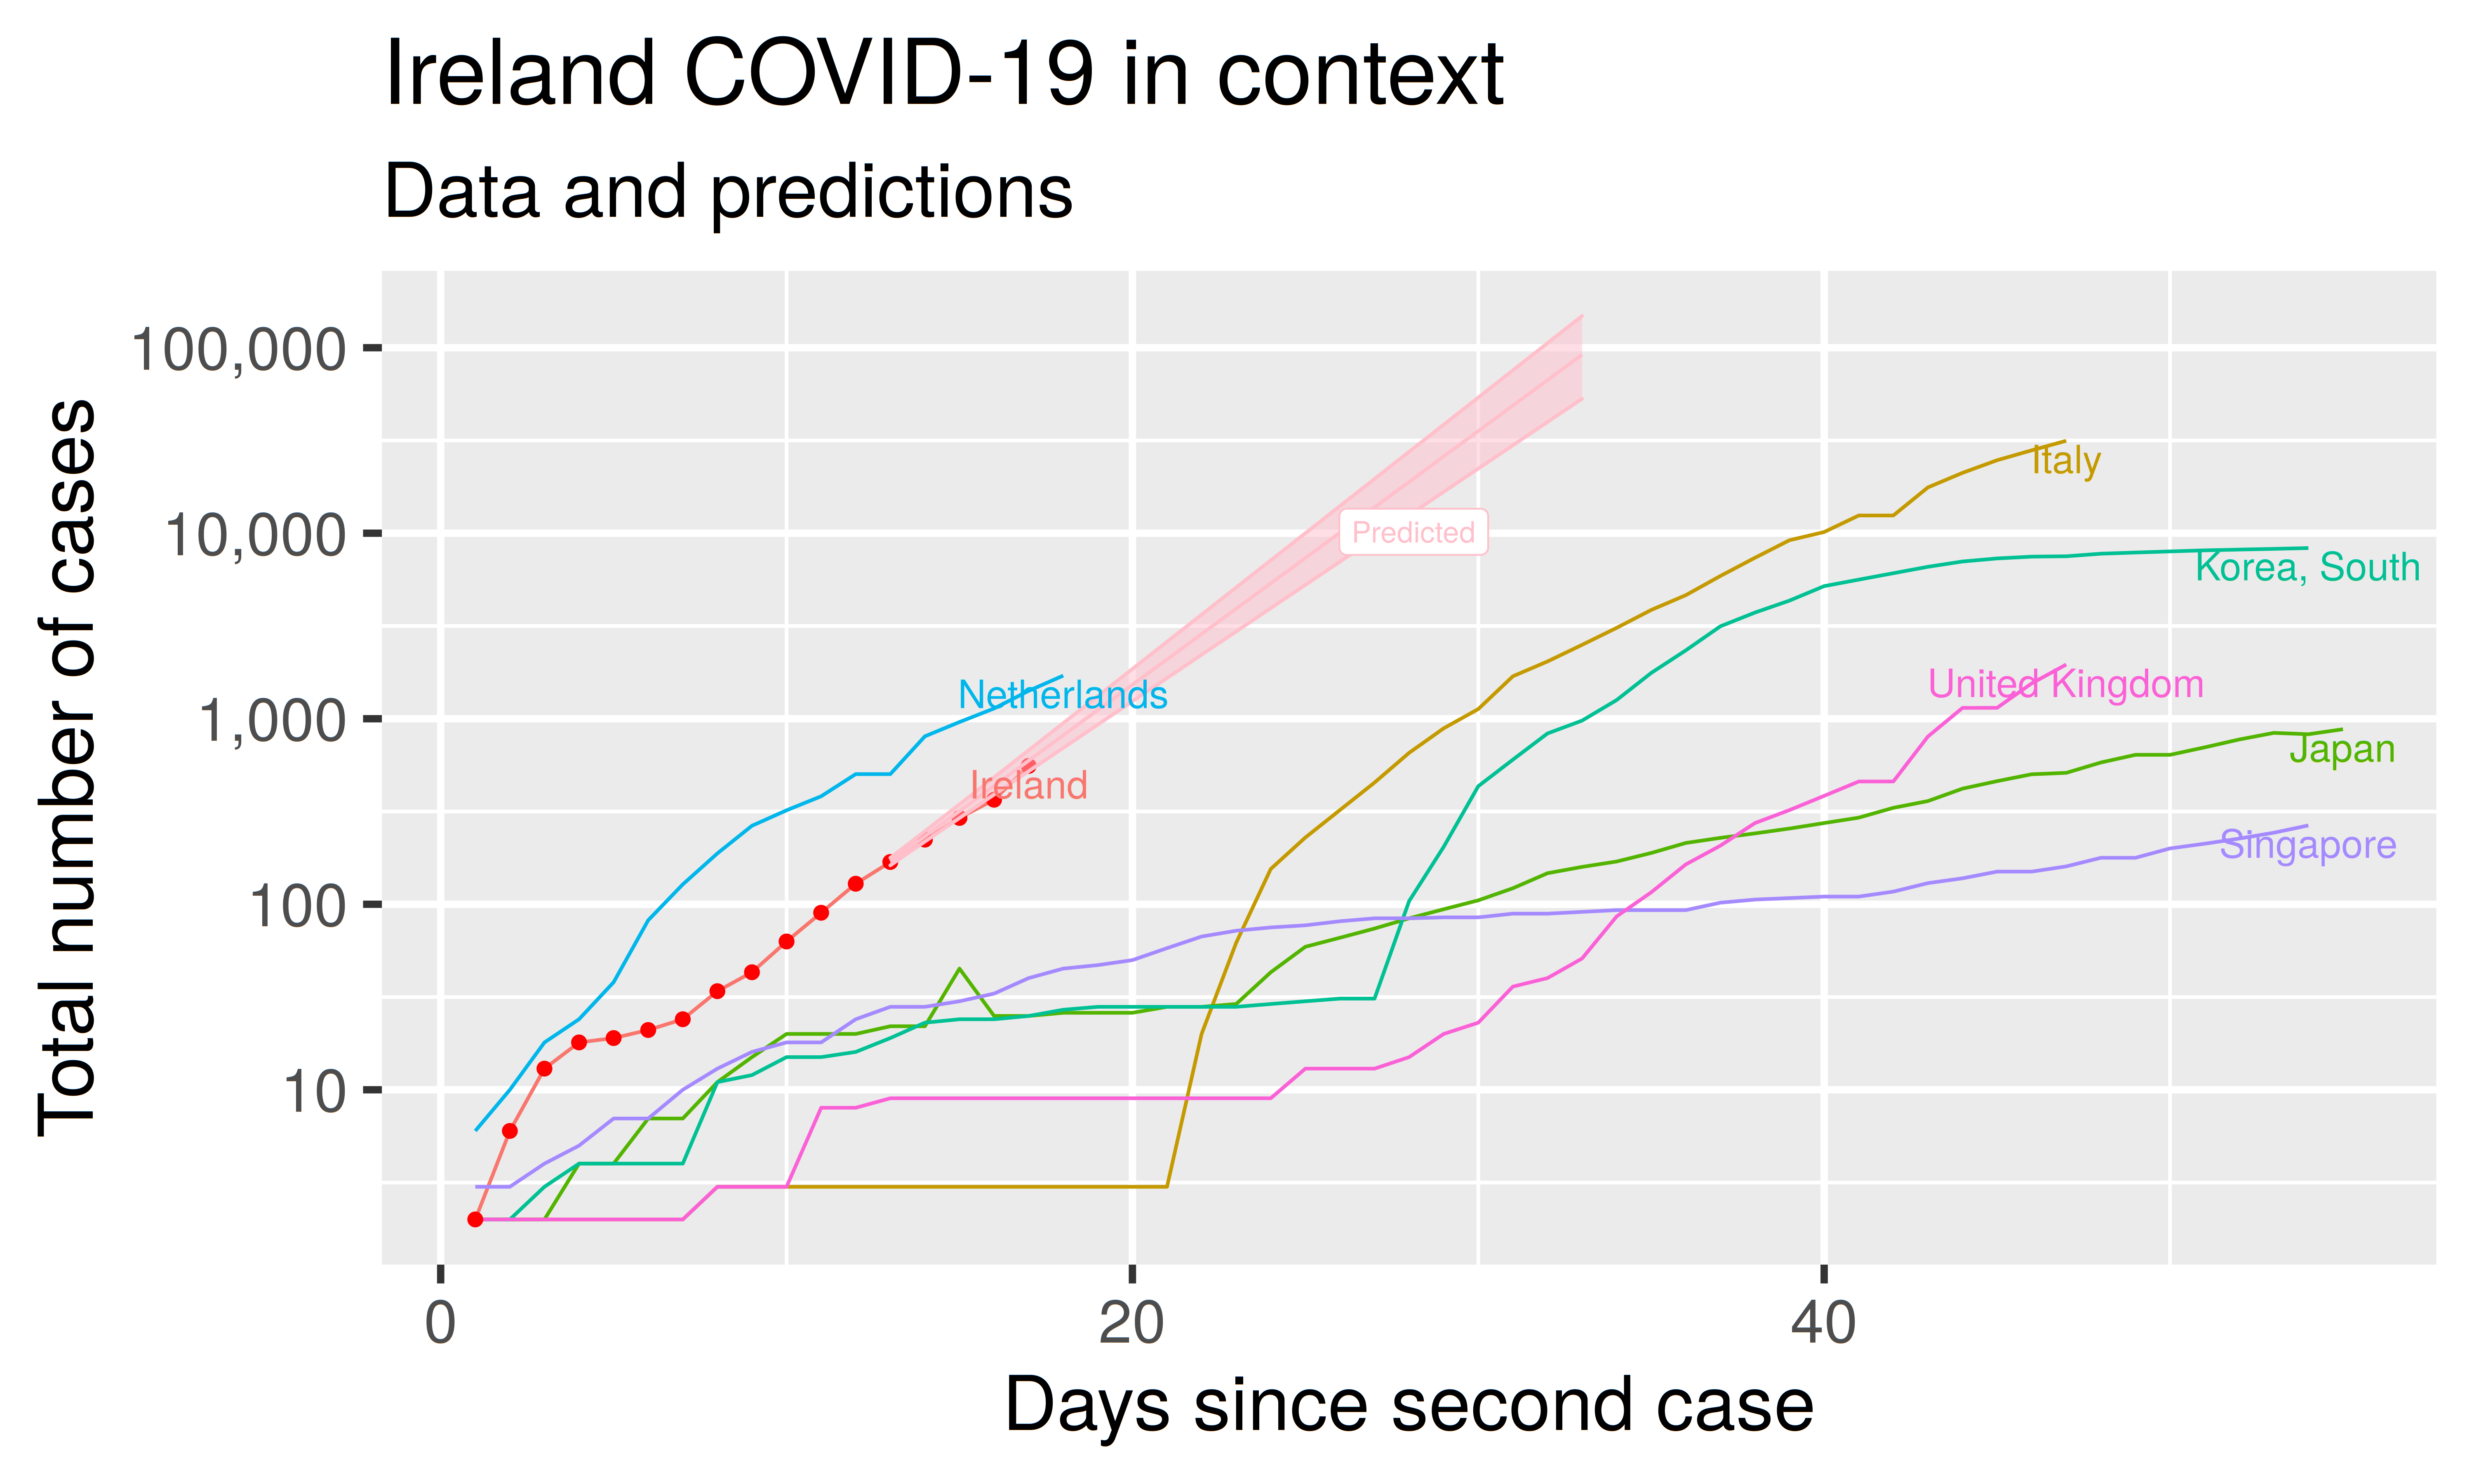 Ireland COVID-19 in context
Data and predictions
Total number of cases
100,000
10,000
1,000
100
10
Predicted
Italy
Korea, South
United Kingdom
Netherlands
Japan
Ireland
Singapore
0
20
40
Days since second case